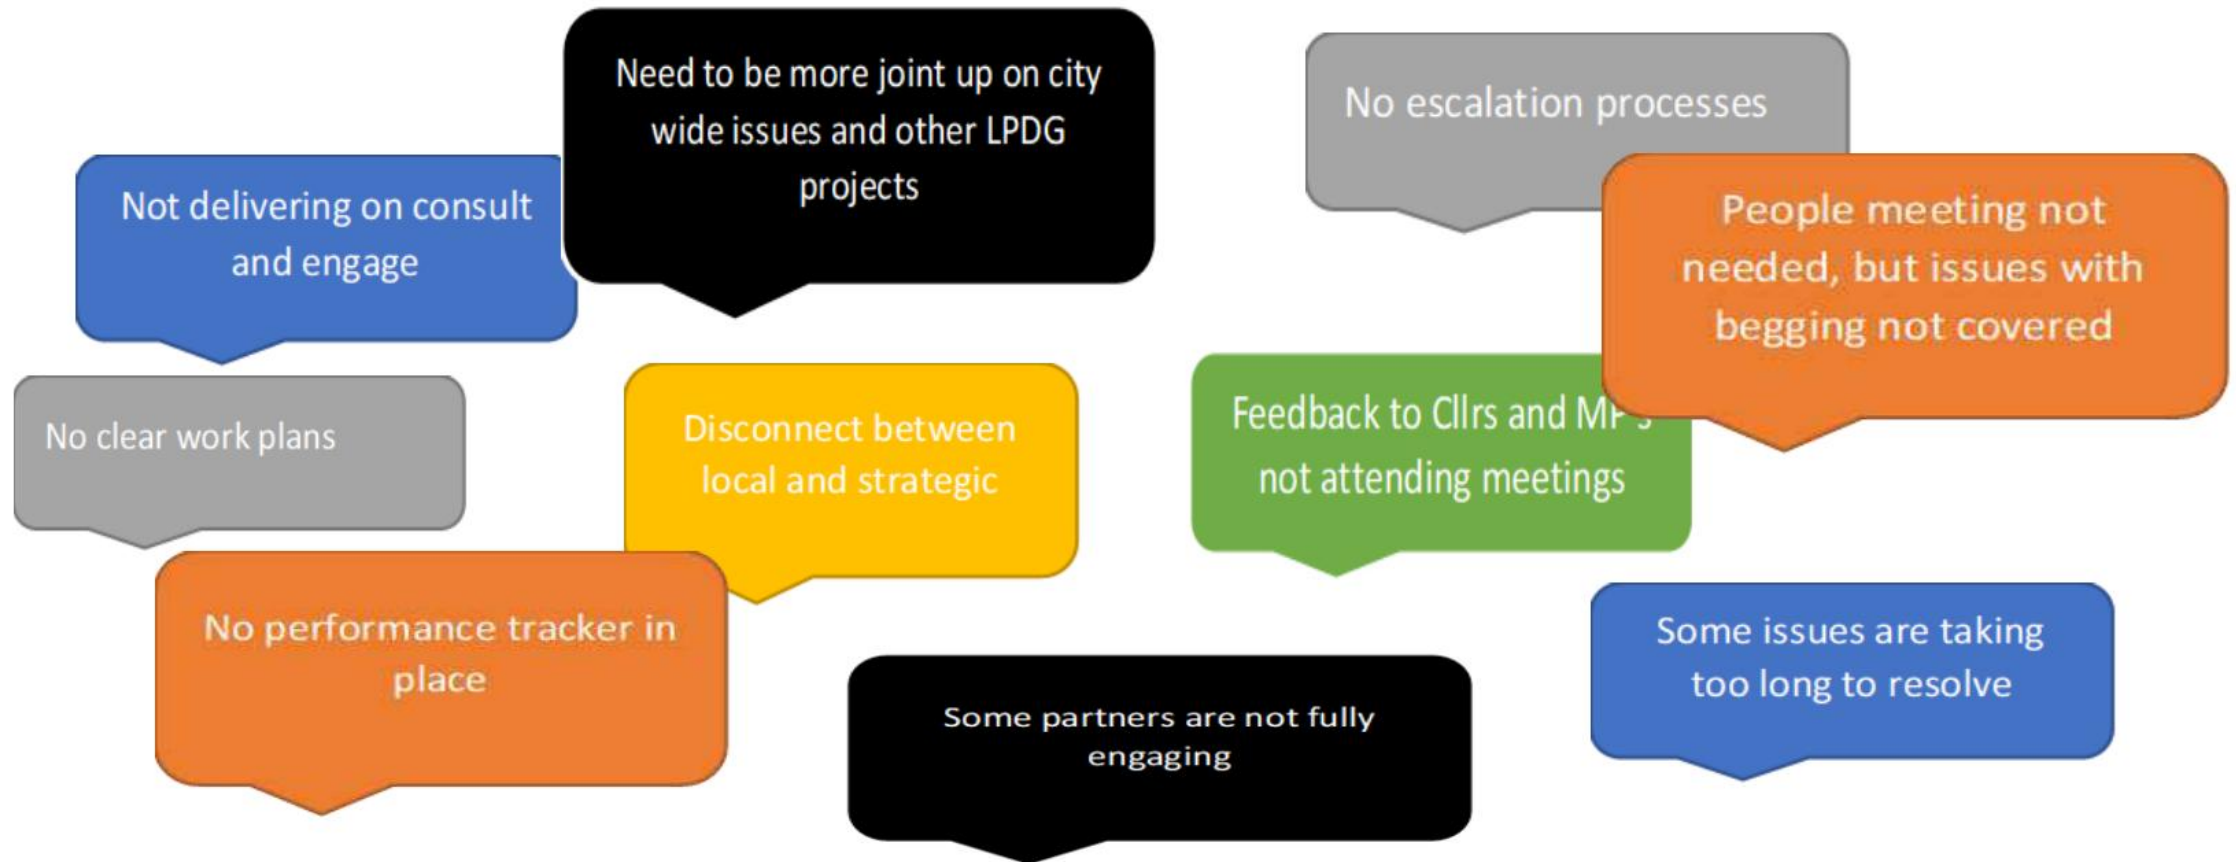 Need to be more joint up on city
wide issues and other LPDG
projects
No escalation processes
Not delivering on consult
and engage
People meeting not
needed, but issues with
begging not covered
No clear work plans
Disconnect between
local and strategic
Feedback to Cllrs and MP's
not attending meetings
No performance tracker in
place
Some issues are taking
too long to resolve
Some partners are not fully
engaging